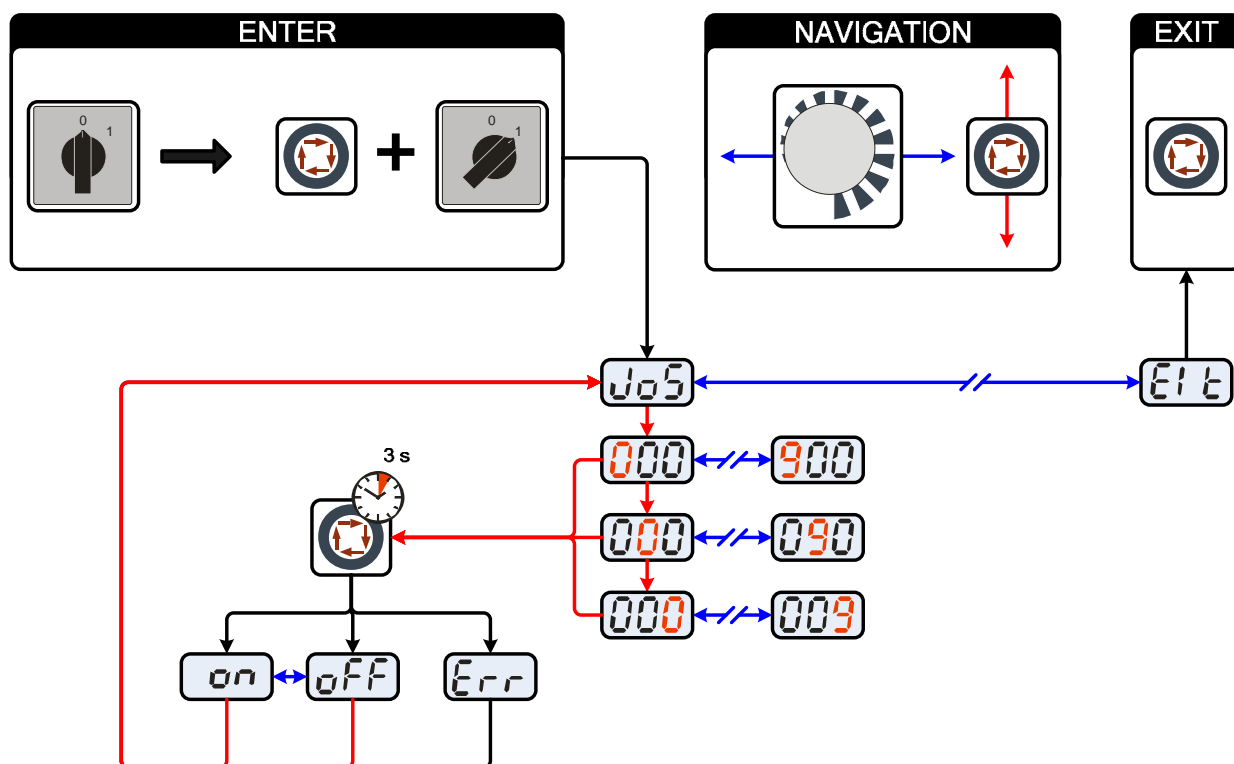 ENTER
NAVIGATION
EXIT
0
1
+
0
1
JoS
EIt
000
900
3 s
000
090
000
009
on
oFF
Err